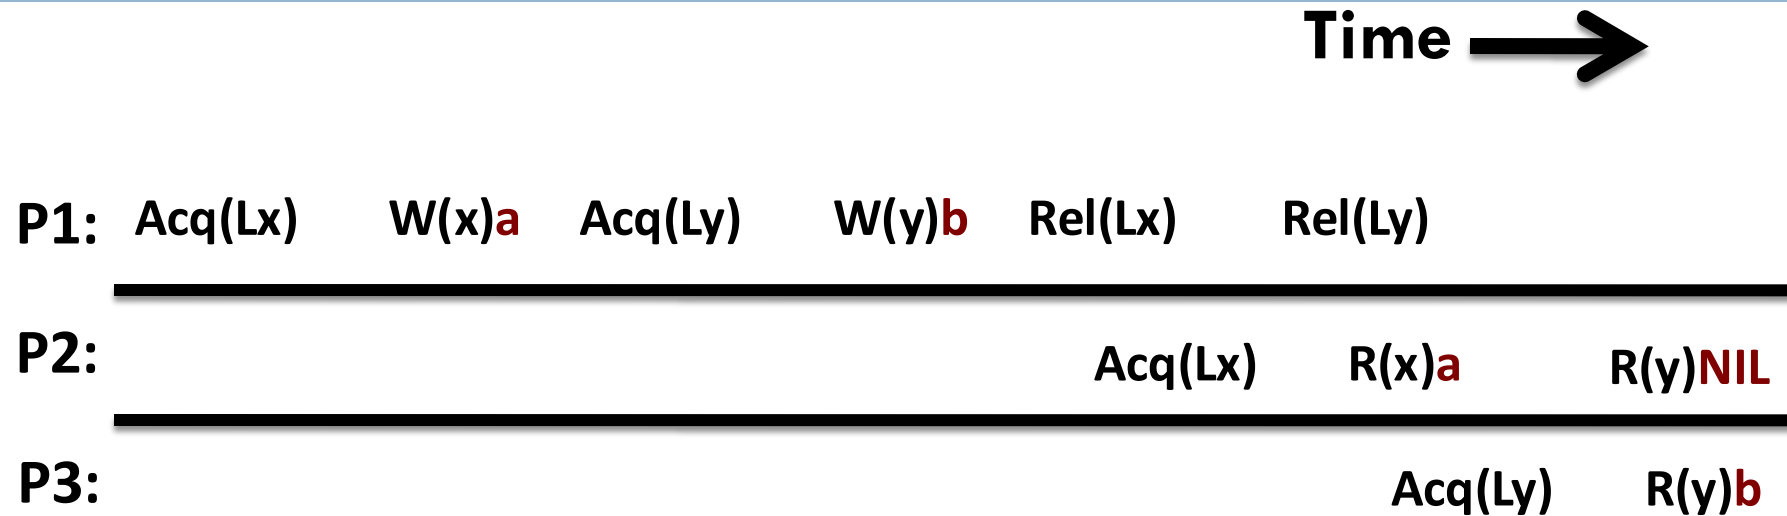 Time
P1: Acq(Lx) W(x)a Acq(Ly) W(y)b Rel(Lx) Rel(Ly)
P2: Acq(Lx) R(x)a R(y)NIL
P3: Acq(Ly) R(y)b